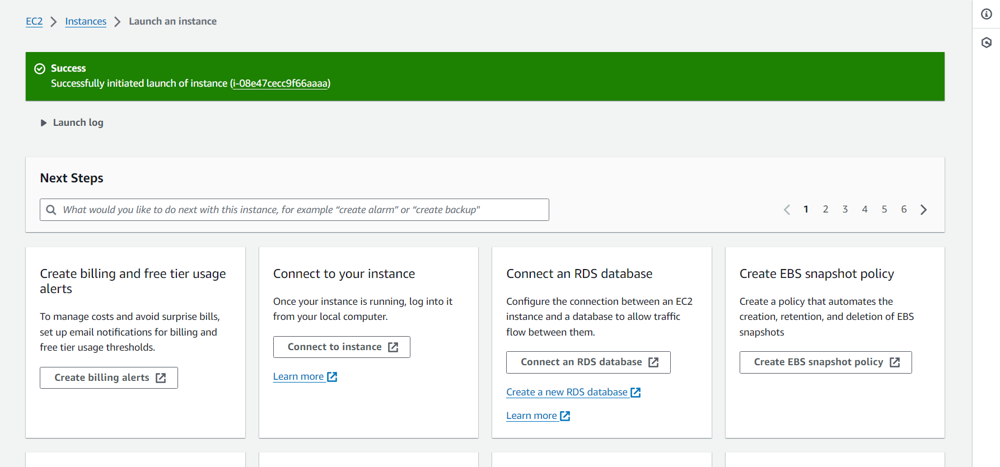 EC2 Instances Launch an instance
Success
Successfully initiated launch of instance (i-08e47cecc9f66aaaa)
Launch log
Next Steps
What would you like to do next with this instance, for example “create alarm” or “create backup"
1 2 3 4 5 6
Create billing and free tier usage
alerts
To manage costs and avoid surprise bills,
set up email notifications for billing and
free tier usage thresholds.
Create billing alerts
Connect to your instance
Once your instance is running, log into it
from your local computer.
Connect to instance
Learn more
Connect an RDS database
Configure the connection between an EC2
instance and a database to allow traffic
flow between them.
Connect an RDS database
Create a new RDS database
Learn more
Create EBS snapshot policy
Create a policy that automates the
creation, retention, and deletion of EBS
snapshots
Create EBS snapshot policy